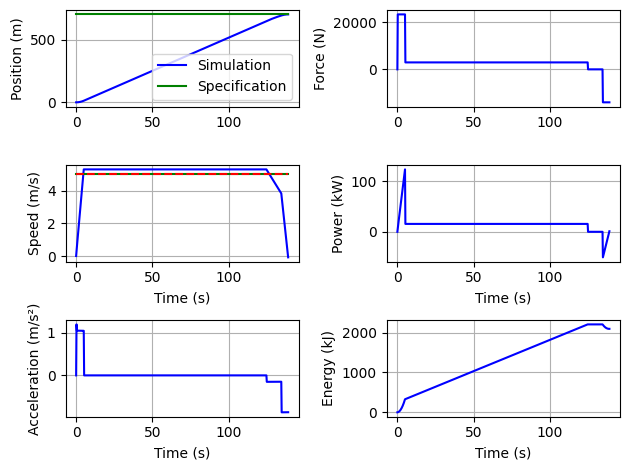 Position (m)
500
0
0
50
100
Simulation
Specification
Force (N)
20000
0
0
50
100
Speed (m/s)
4
2
0
0
50
100
Time (s)
Power (kW)
100
0
0
50
100
Time (s)
Acceleration (m/s²)
1
0
0
50
100
Time (s)
Energy (kJ)
2000
1000
0
0
50
100
Time (s)